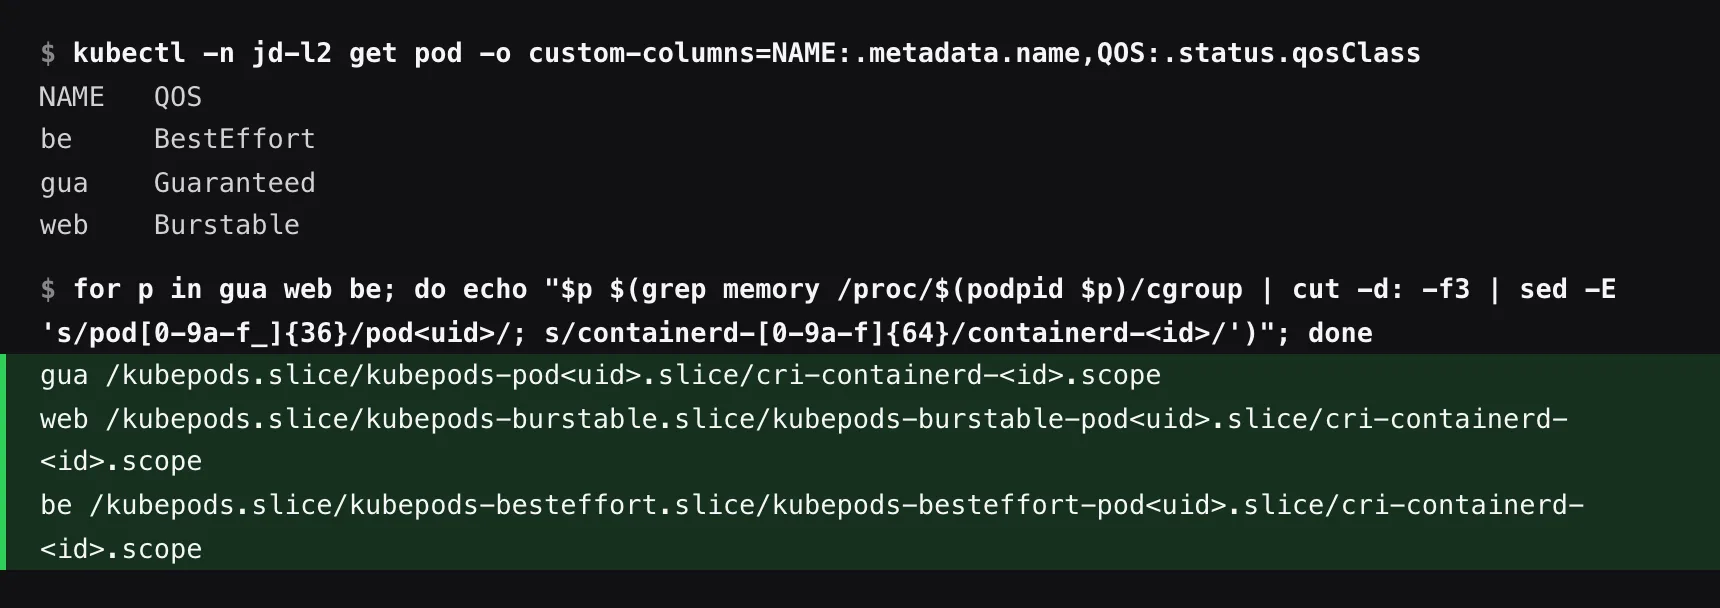 $ kubectl -n jd-l2 get pod -o custom-columns=NAME:.metadata.name,QOS:.status.qosClass
NAME   QOS
be     BestEffort
gua    Guaranteed
web    Burstable
$ for p in gua web be; do echo "$p $(grep memory /proc/$(podpid $p)/cgroup | cut -d: -f3 | sed -E
's/pod[0-9a-f_]{36}/pod<uid>/; s/containerd-[0-9a-f]{64}/containerd-<id>/')"; done
gua /kubepods.slice/kubepods-pod<uid>.slice/cri-containerd-<id>.scope
web /kubepods.slice/kubepods-burstable.slice/kubepods-burstable-pod<uid>.slice/cri-containerd-
<id>.scope
be /kubepods.slice/kubepods-besteffort.slice/kubepods-besteffort-pod<uid>.slice/cri-containerd-
<id>.scope